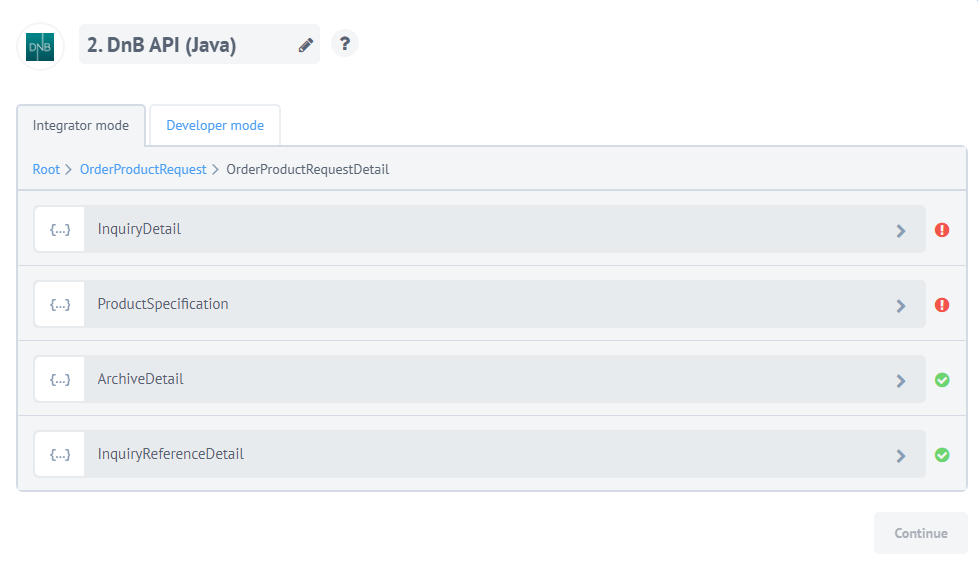 DNB
2. DnB API (Java)
?
Integrator mode
Developer mode
Root > OrderProductRequest > OrderProductRequestDetail
{...} InquiryDetail
{...} ProductSpecification
{...} ArchiveDetail
{...} InquiryReferenceDetail
Continue